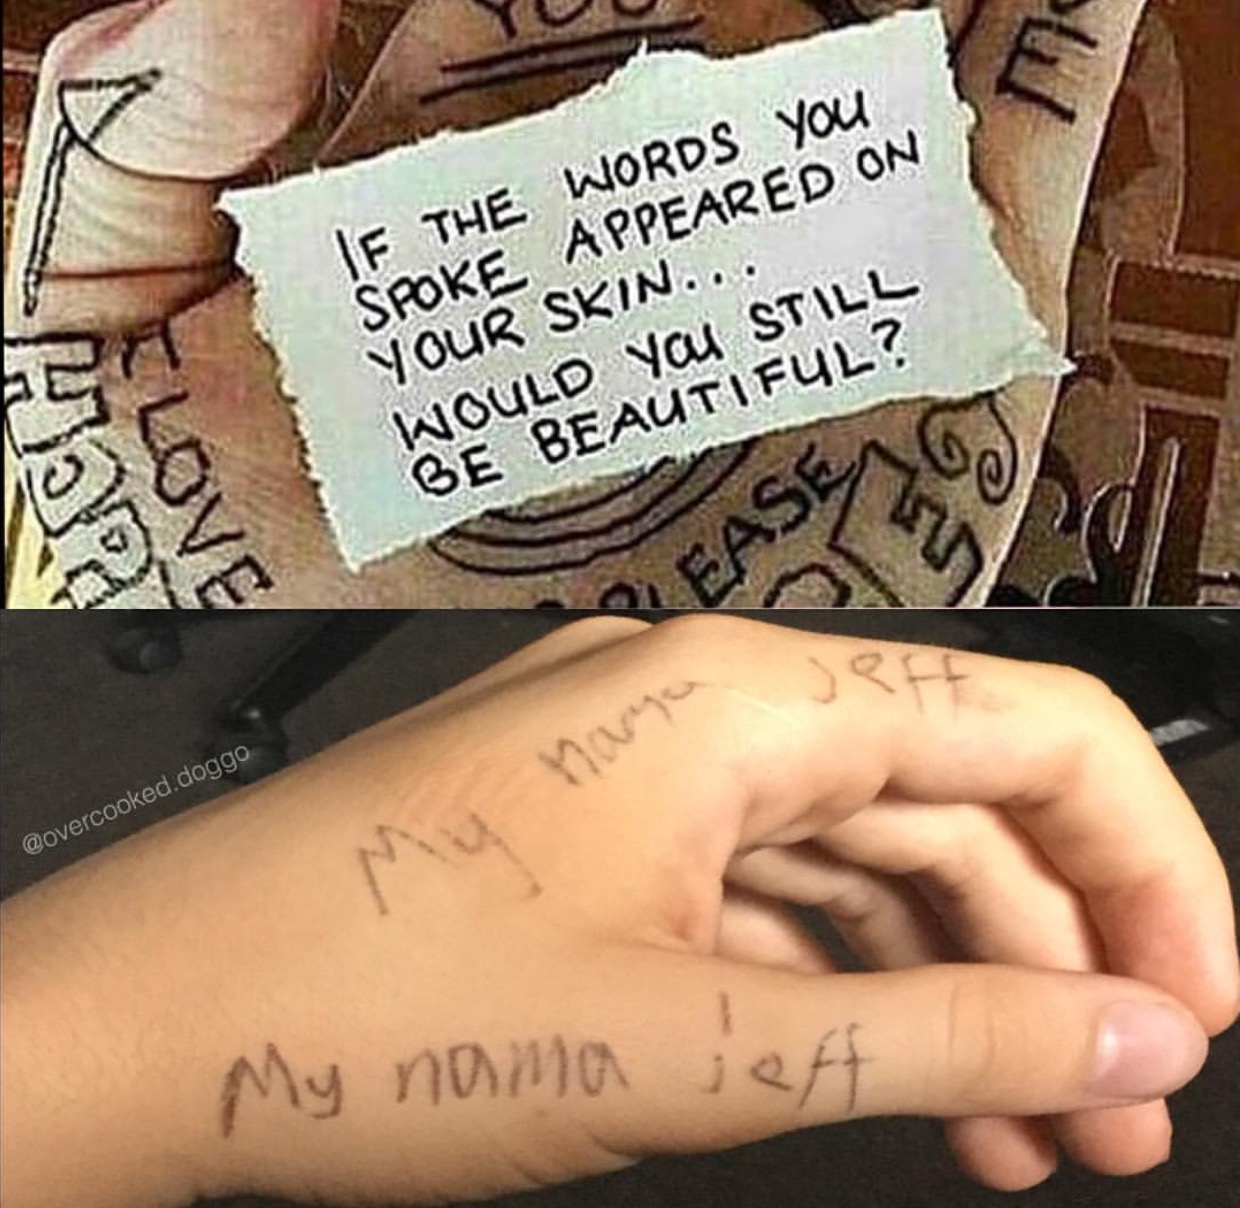 YOU
IF THE WORDS YOU
SPOKE APPEARED ON
YOUR SKIN...
WOULD YOU STILL
BE BEAUTIFUL?
LOVE
PLEASE
@overcooked.doggo
My nama jeff
My nama jeff